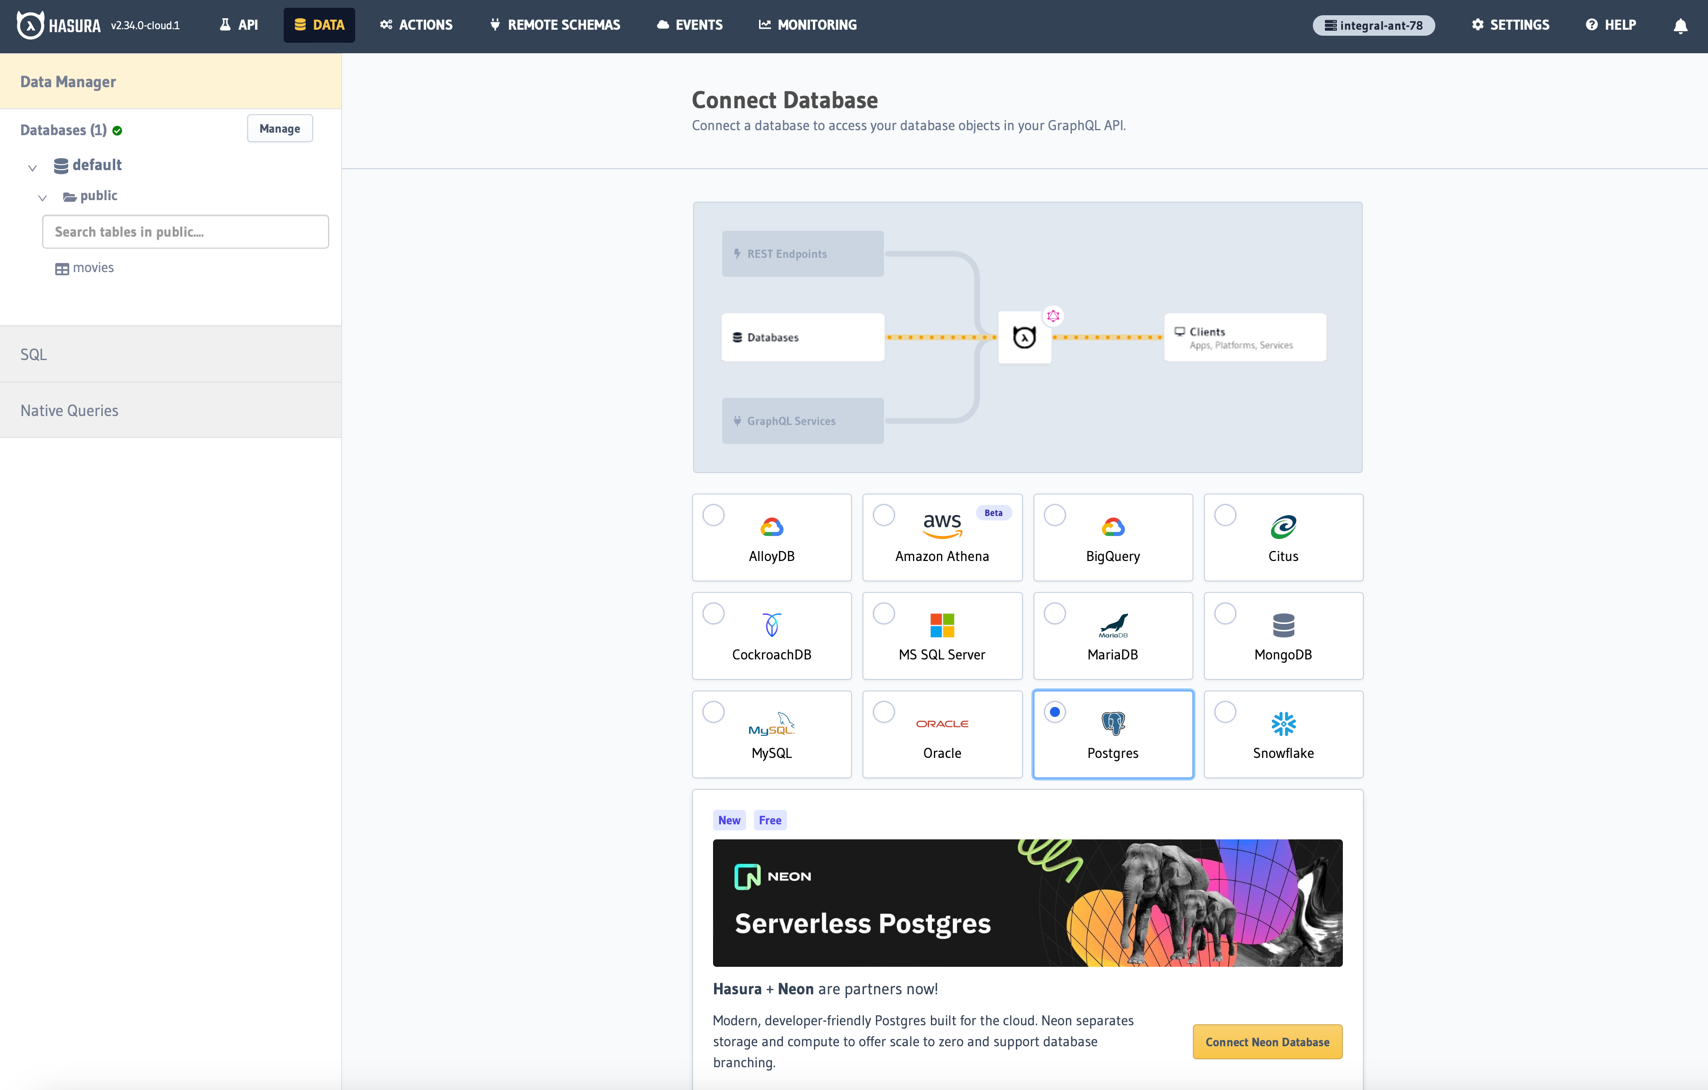 HASURA v2.34.0-cloud.1
API
DATA
ACTIONS
REMOTE SCHEMAS
EVENTS
MONITORING
integral-ant-78
SETTINGS
HELP
Data Manager
Databases (1)
Manage
default
public
Search tables in public....
movies
SQL
Native Queries
Connect Database
Connect a database to access your database objects in your GraphQL API.
REST Endpoints
Databases
Clients
Apps, Platforms, Services
GraphQL Services
AlloyDB
aws
Beta
Amazon Athena
BigQuery
Citus
CockroachDB
MS SQL Server
MariaDB
MariaDB
MongoDB
MySQL
MySQL
ORACLE
Oracle
Postgres
Snowflake
New
Free
NEON
Serverless Postgres
Hasura + Neon are partners now!
Modern, developer-friendly Postgres built for the cloud. Neon separates
storage and compute to offer scale to zero and support database
branching.
Connect Neon Database